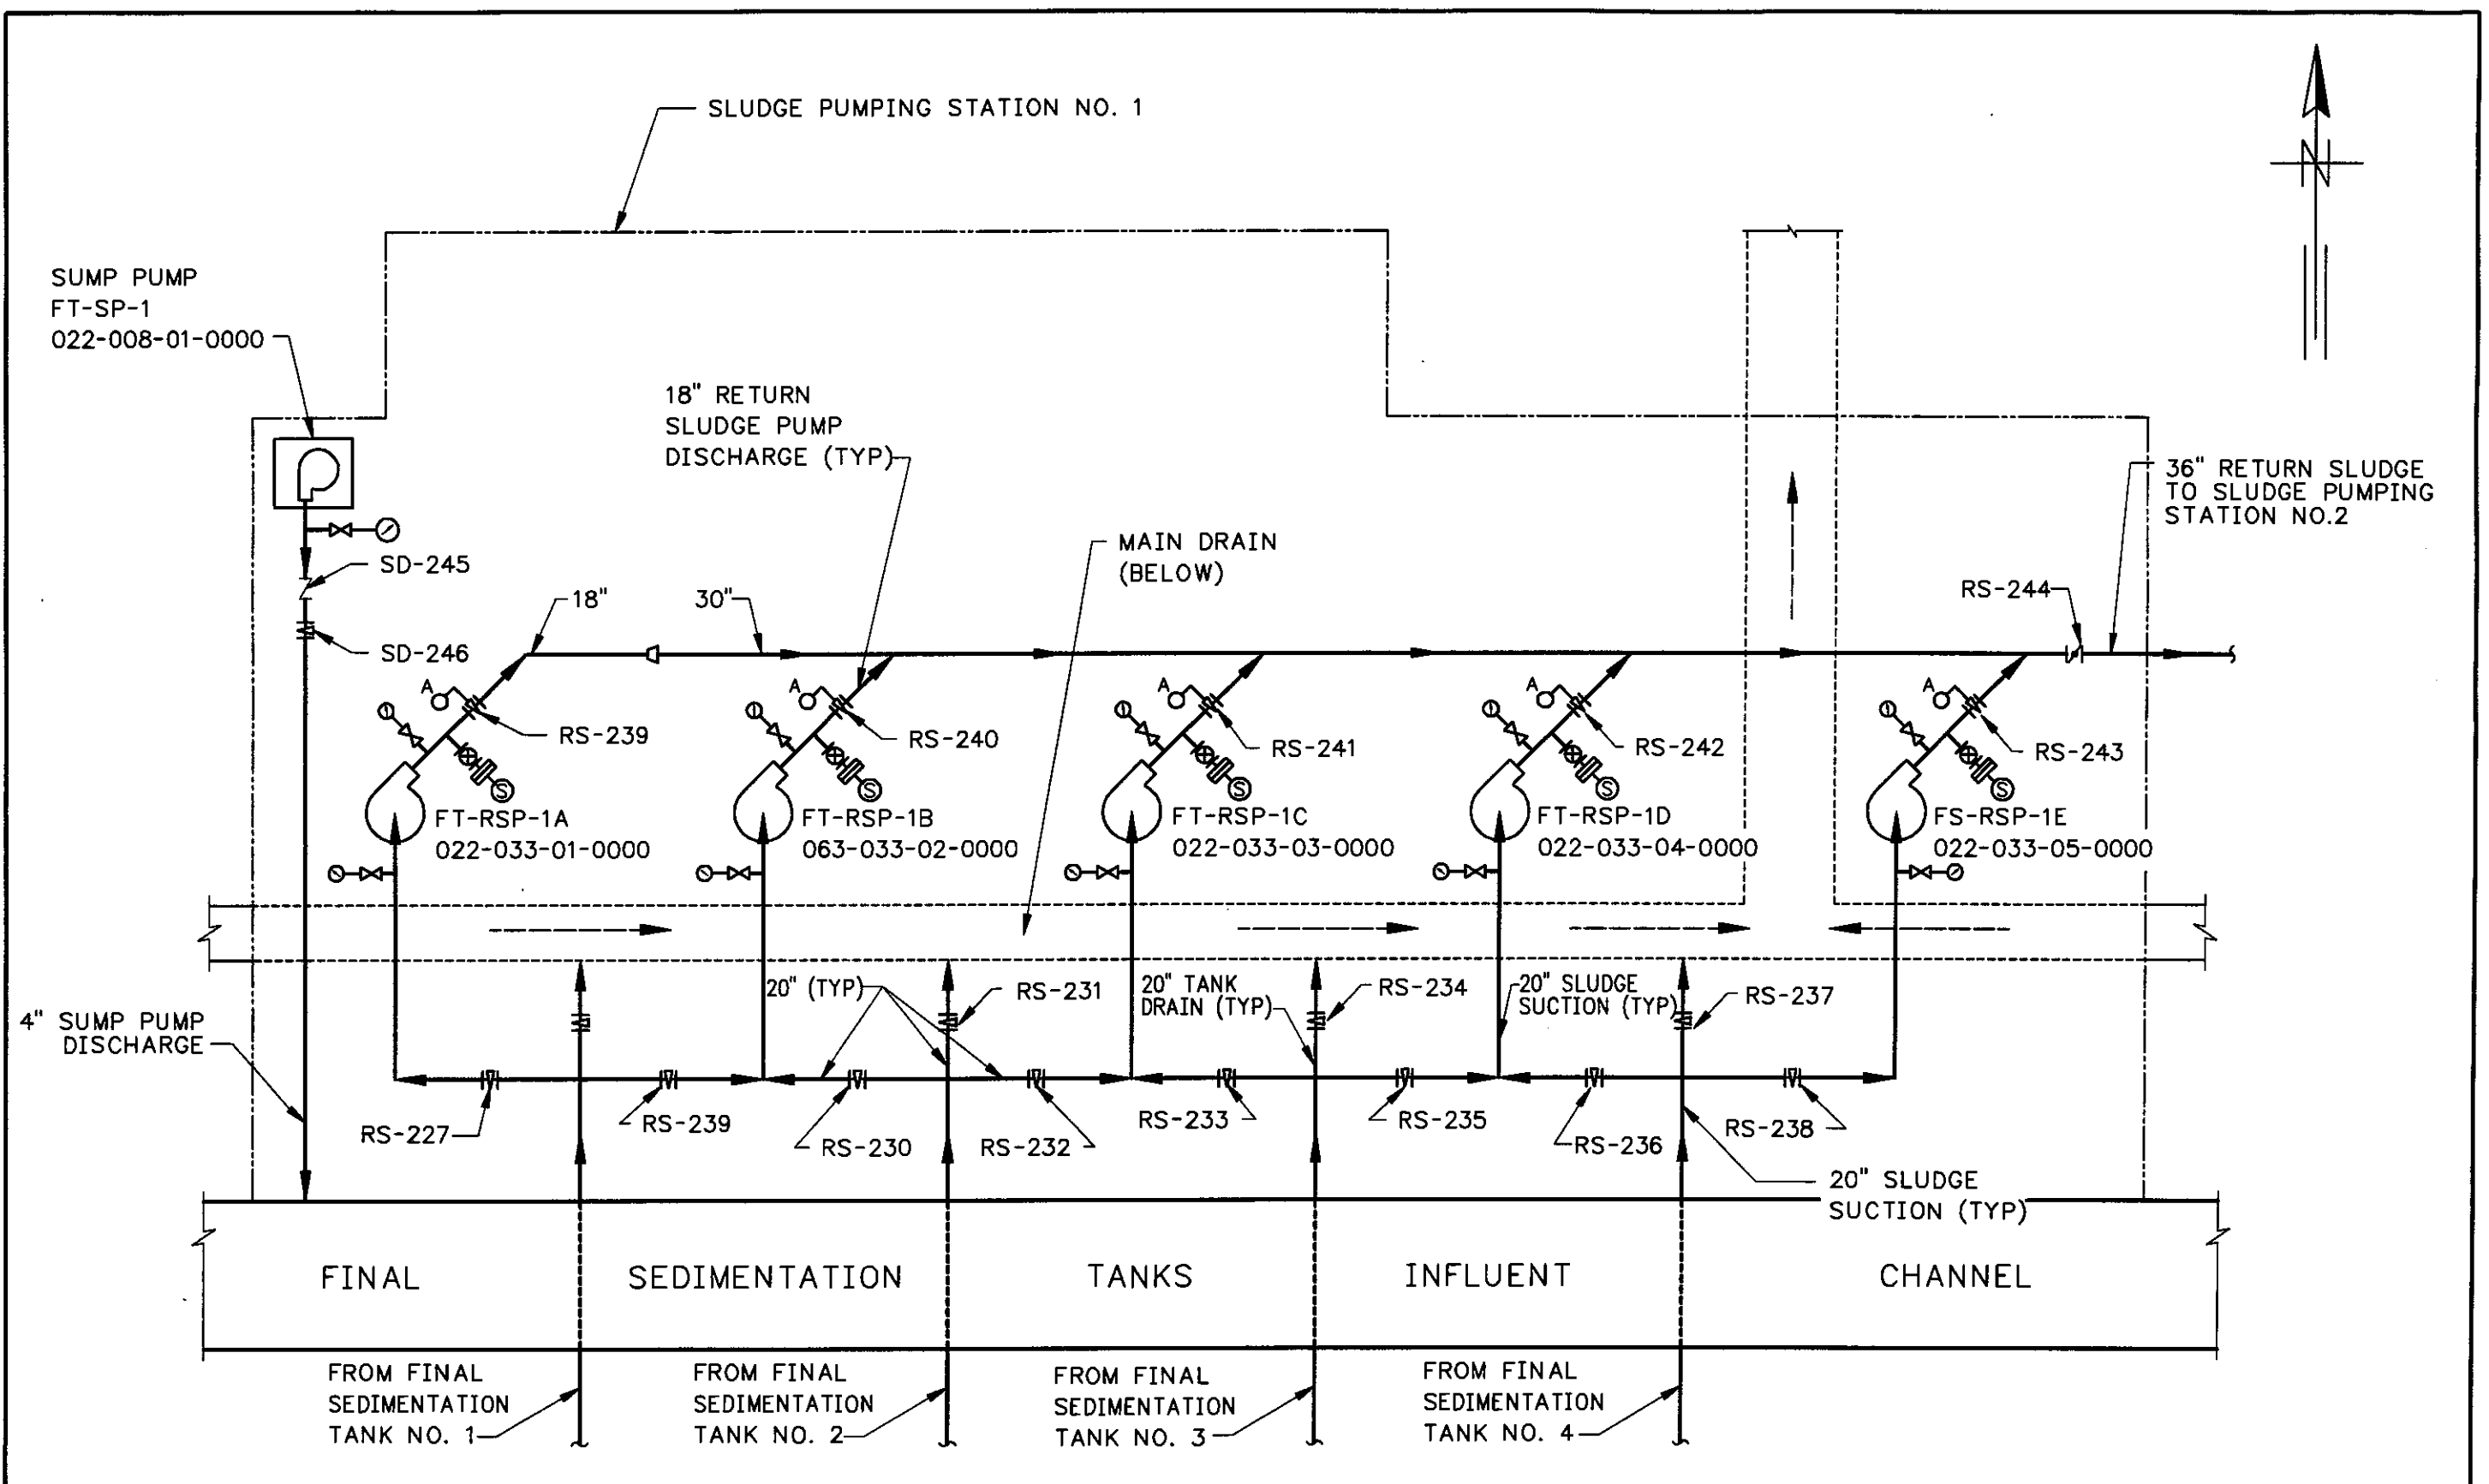 SLUDGE PUMPING STATION NO. 1
N
SUMP PUMP
FT-SP-1
022-008-01-0000
18" RETURN
SLUDGE PUMP
DISCHARGE (TYP)
36" RETURN SLUDGE
TO SLUDGE PUMPING
STATION NO.2
MAIN DRAIN
(BELOW)
SD-245
18"
30"
RS-244
SD-246
A
A
A
A
A
RS-239
RS-240
RS-241
RS-242
RS-243
S
S
S
S
S
FT-RSP-1A
022-033-01-0000
FT-RSP-1B
063-033-02-0000
FT-RSP-1C
022-033-03-0000
FT-RSP-1D
022-033-04-0000
FS-RSP-1E
022-033-05-0000
20" (TYP)
RS-231
20" TANK
DRAIN (TYP)
RS-234
20" SLUDGE
SUCTION (TYP)
RS-237
4" SUMP PUMP
DISCHARGE
RS-227
RS-239
RS-230
RS-232
RS-233
RS-235
RS-236
RS-238
20" SLUDGE
SUCTION (TYP)
FINAL SEDIMENTATION TANKS INFLUENT CHANNEL
FROM FINAL
SEDIMENTATION
TANK NO. 1
FROM FINAL
SEDIMENTATION
TANK NO. 2
FROM FINAL
SEDIMENTATION
TANK NO. 3
FROM FINAL
SEDIMENTATION
TANK NO. 4